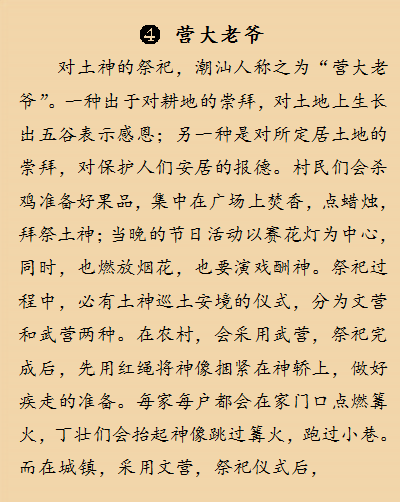 ❹ 营大老爷
对土神的祭祀，潮汕人称之为“营大老
爷”。一种出于对耕地的崇拜，对土地上生长
出五谷表示感恩；另一种是对所定居土地的
崇拜，对保护人们安居的报德。村民们会杀
鸡准备好果品，集中在广场上焚香，点蜡烛，
拜祭土神；当晚的节日活动以赛花灯为中心，
同时，也燃放烟花，也要演戏酬神。祭祀过
程中，必有土神巡土安境的仪式，分为文营
和武营两种。在农村，会采用武营，祭祀完
成后，先用红绳将神像捆紧在神轿上，做好
疾走的准备。每家每户都会在家门口点燃篝
火，丁壮们会抬起神像跳过篝火，跑过小巷。
而在城镇，采用文营，祭祀仪式后，